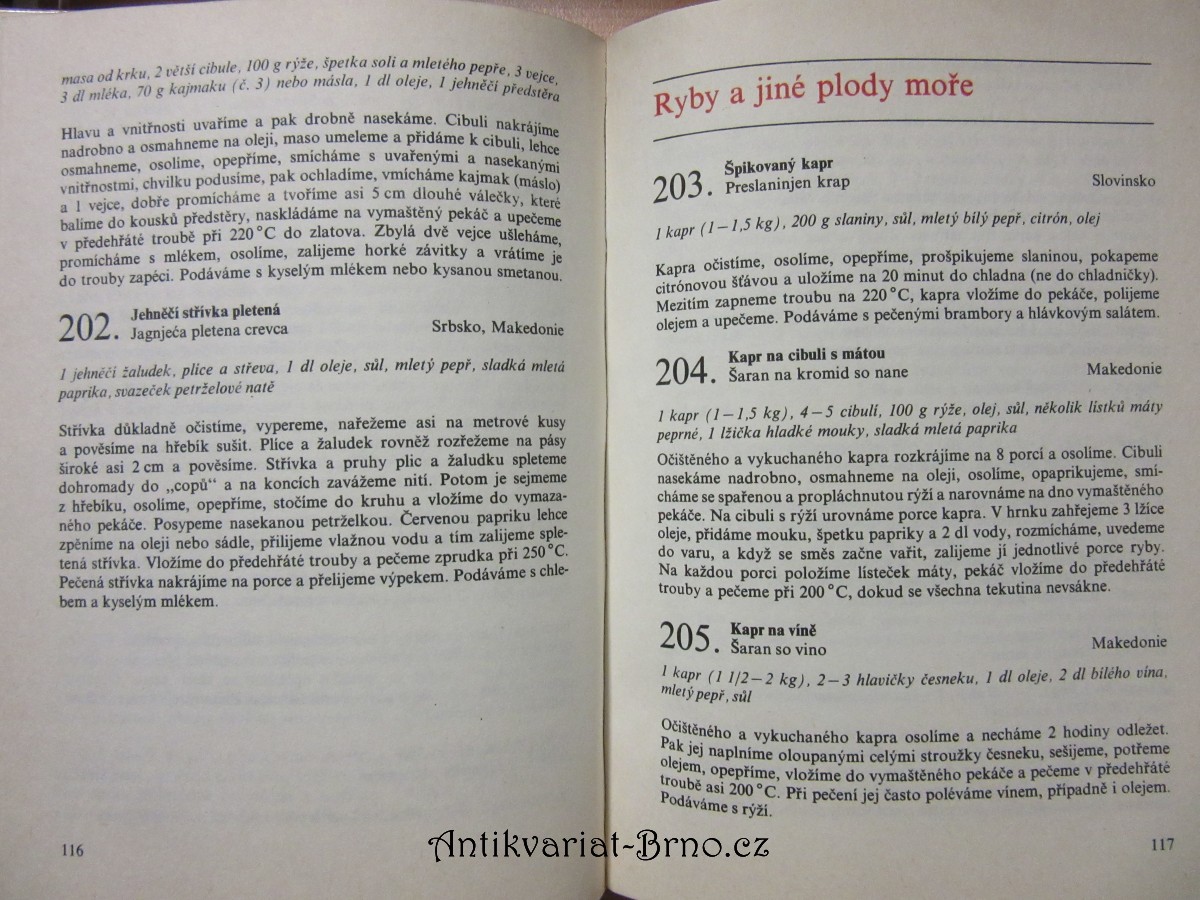 masa od krku, 2 větší cibule, 100 g rýže, špetka soli a mletého pepře, 3 vejce,
3 dl mléka, 70 g kajmaku (č. 3) nebo másla, 1 dl oleje, 1 jehněčí předstěra
Hlavu a vnitřnosti uvaříme a pak drobně nasekáme. Cibuli nakrájíme
nadrobno a osmahneme na oleji, maso umeleme a přidáme k cibuli, lehce
osmahneme, osolíme, opepříme, smícháme s uvařenými a nasekanými
vnitřnostmi, chvilku podusíme, pak ochladíme, vmícháme kajmak (máslo)
a 1 vejce, dobře promícháme a tvoříme asi 5 cm dlouhé válečky, které
balíme do kousků předstěry, naskládáme na vymaštěný pekáč a upečeme
v předehřáté troubě při 220 °C do zlatova. Zbylá dvě vejce ušleháme,
promícháme s mlékem, osolíme, zalijeme horké závitky a vrátíme je
do trouby zapéci. Podáváme s kyselým mlékem nebo kysanou smetanou.
202. Jehněčí střívka pletená
Jagnjeća pletena crevca Srbsko, Makedonie
1 jehněčí žaludek, plíce a střeva, 1 dl oleje, sůl, mletý pepř, sladká mletá
paprika, svazeček petrželové natě
Střívka důkladně očistíme, vypereme, nařežeme asi na metrové kusy
a pověsíme na hřebík sušit. Plíce a žaludek rovněž rozřežeme na pásy
široké asi 2 cm a pověsíme. Střívka a pruhy plic a žaludku spleteme
dohromady do „copů“ a na koncích zavážeme nití. Potom je sejmeme
z hřebíku, osolíme, opepříme, stočíme do kruhu a vložíme do vymaza-
ného pekáče. Posypeme nasekanou petrželkou. Červenou papriku lehce
zpěníme na oleji nebo sádle, přilijeme vlažnou vodu a tím zalijeme sple-
tená střívka. Vložíme do předehřáté trouby a pečeme zprudka při 250 °C.
Pečená střívka nakrájíme na porce a přelijeme výpekem. Podáváme s chle-
bem a kyselým mlékem.
116
Ryby a jiné plody moře
203. Špikovaný kapr
Preslaninjen krap Slovinsko
1 kapr (1 – 1,5 kg), 200 g slaniny, sůl, mletý bílý pepř, citrón, olej
Kapra očistíme, osolíme, opepříme, prošpikujeme slaninou, pokapeme
citrónovou šťávou a uložíme na 20 minut do chladna (ne do chladničky).
Mezitím zapneme troubu na 220 °C, kapra vložíme do pekáče, polijeme
olejem a upečeme. Podáváme s pečenými brambory a hlávkovým salátem.
204. Kapr na cibuli s mátou
Šaran na kromid so nane Makedonie
1 kapr (1 – 1,5 kg), 4 – 5 cibulí, 100 g rýže, olej, sůl, několik lístků máty
peprné, 1 lžička hladké mouky, sladká mletá paprika
Očištěného a vykuchaného kapra rozkrájíme na 8 porcí a osolíme. Cibuli
nasekáme nadrobno, osmahneme na oleji, osolíme, opaprikujeme, smí-
cháme se spařenou a propláchnutou rýží a narovnáme na dno vymaštěného
pekáče. Na cibuli s rýží urovnáme porce kapra. V hrnku zahřejeme 3 lžíce
oleje, přidáme mouku, špetku papriky a 2 dl vody, rozmícháme, uvedeme
do varu, a když se směs začne vařit, zalijeme jí jednotlivé porce ryby.
Na každou porci položíme lísteček máty, pekáč vložíme do předehřáté
trouby a pečeme při 200 °C, dokud se všechna tekutina nevsákne.
205. Kapr na víně
Šaran so vino Makedonie
1 kapr (1 1/2 – 2 kg), 2 – 3 hlavičky česneku, 1 dl oleje, 2 dl bílého vína,
mletý pepř, sůl
Očištěného a vykuchaného kapra osolíme a necháme 2 hodiny odležet.
Pak jej naplníme oloupanými celými stroužky česneku, sešijeme, potřeme
olejem, opepříme, vložíme do vymaštěného pekáče a pečeme v předehřáté
troubě asi 200 °C. Při pečení jej často poléváme vínem, případně i olejem.
Podáváme s rýží.
117
Antikvariat-Brno.cz